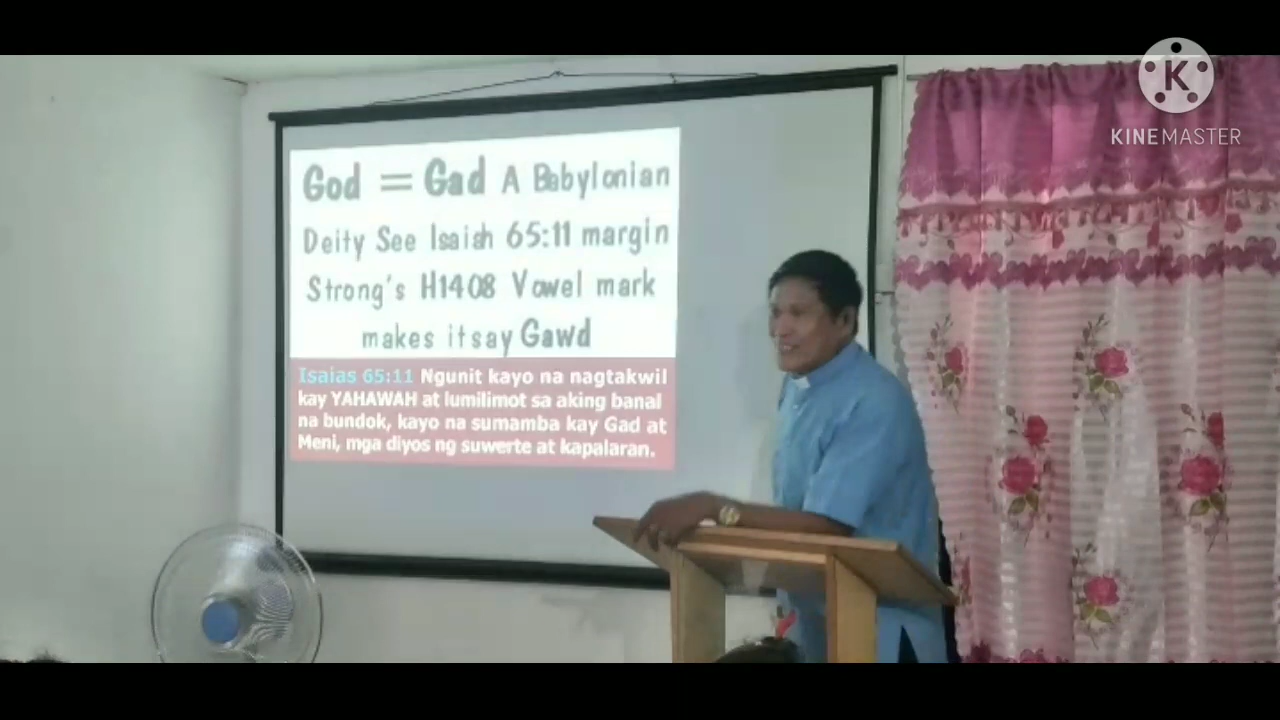 God = Gad A Babylonian
Deity See Isaiah 65:11 margin
Strong's H1408 Vowel mark
makes it say Gawd
Isaias 65:11 Ngunit kayo na nagtakwil
kay YAHAWAH at lumilimot sa aking banal
na bundok, kayo na sumamba kay Gad at
Meni, mga diyos ng suwerte at kapalaran.
K
KINEMASTER